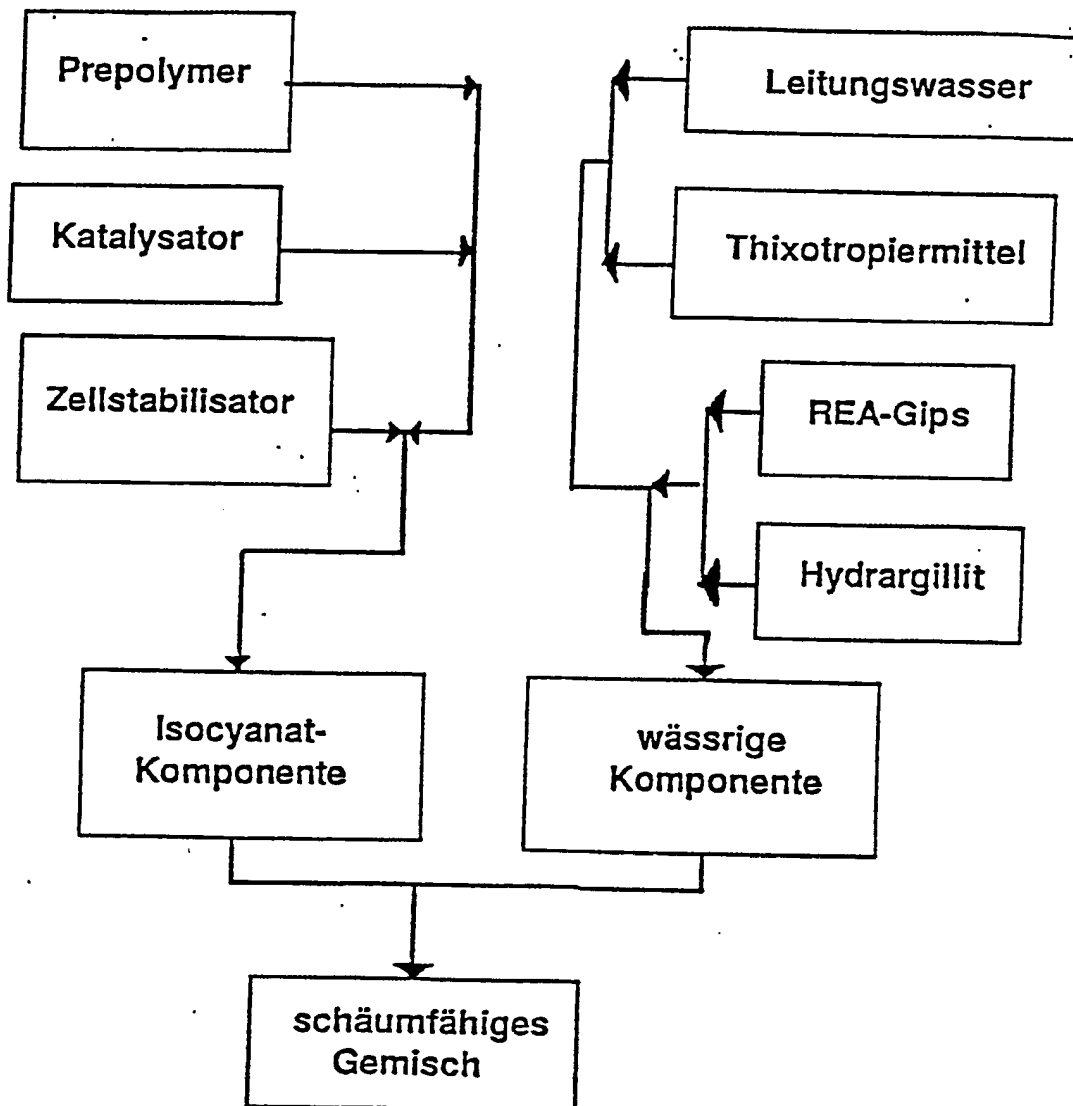 Prepolymer
Leitungswasser
Katalysator
Thixotropiermittel
Zellstabilisator
REA-Gips
Hydrargillit
Isocyanat-
Komponente
wässrige
Komponente
schäumfähiges
Gemisch